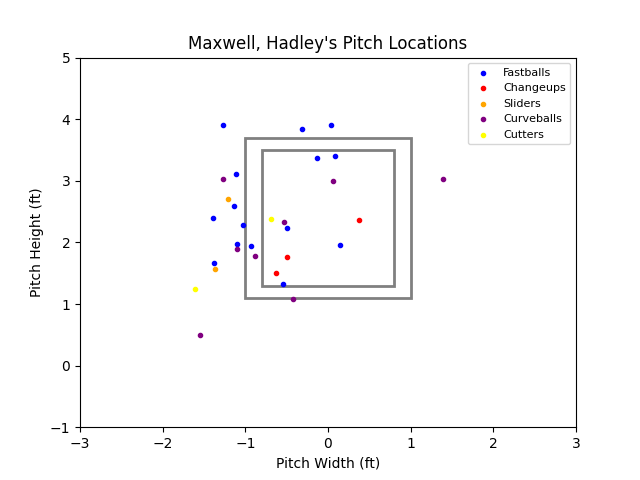 Maxwell, Hadley's Pitch Locations
Fastballs
Changeups
Sliders
Curveballs
Cutters
5
4
3
2
1
0
−1
Pitch Height (ft)
−3
−2
−1
0
1
2
3
Pitch Width (ft)